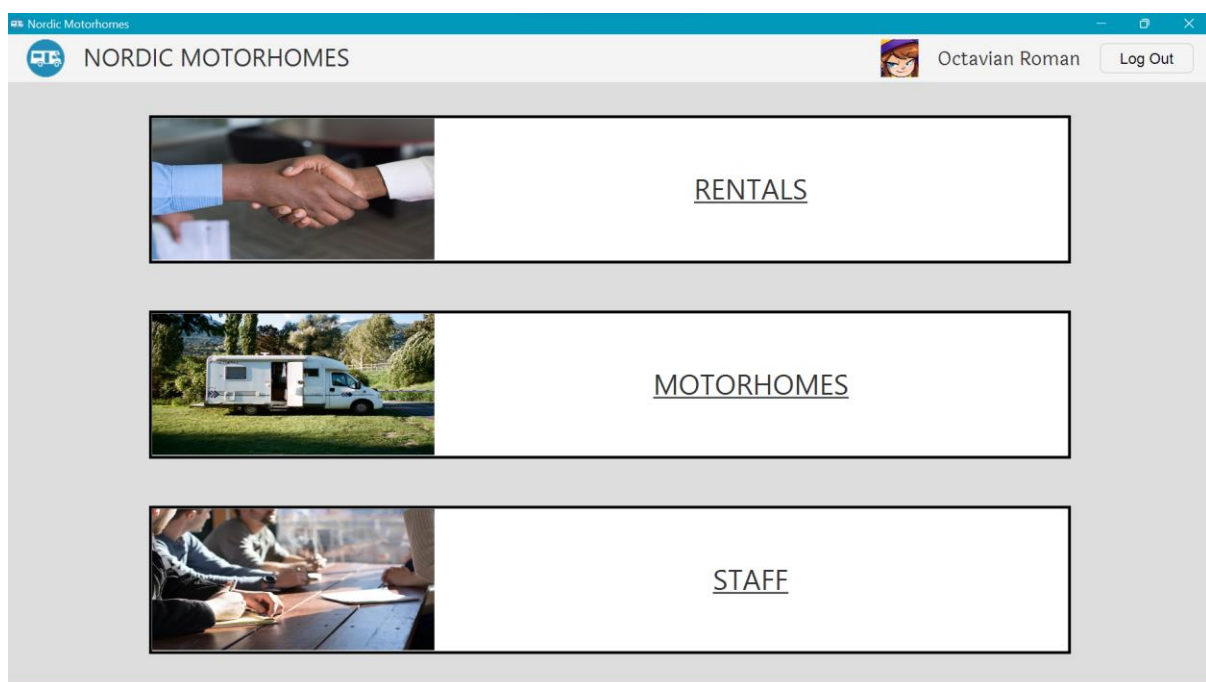 Nordic Motorhomes
NORDIC MOTORHOMES
Octavian Roman
Log Out
RENTALS
MOTORHOMES
STAFF